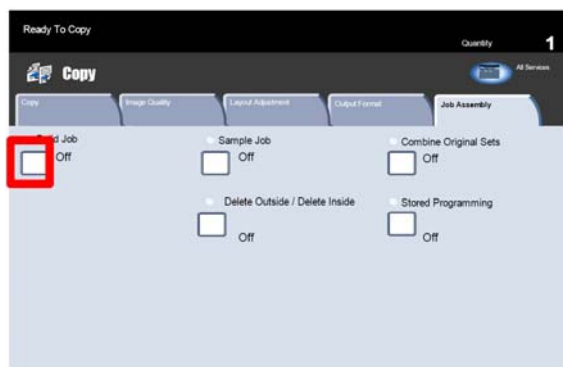 Ready To Copy
Quantity 1
Copy
All Services
Copy Image Quality Layout Adjustment Output Format Job Assembly
Job Sample Job Combine Original Sets
Off Off Off
Delete Outside / Delete Inside Stored Programming
Off Off